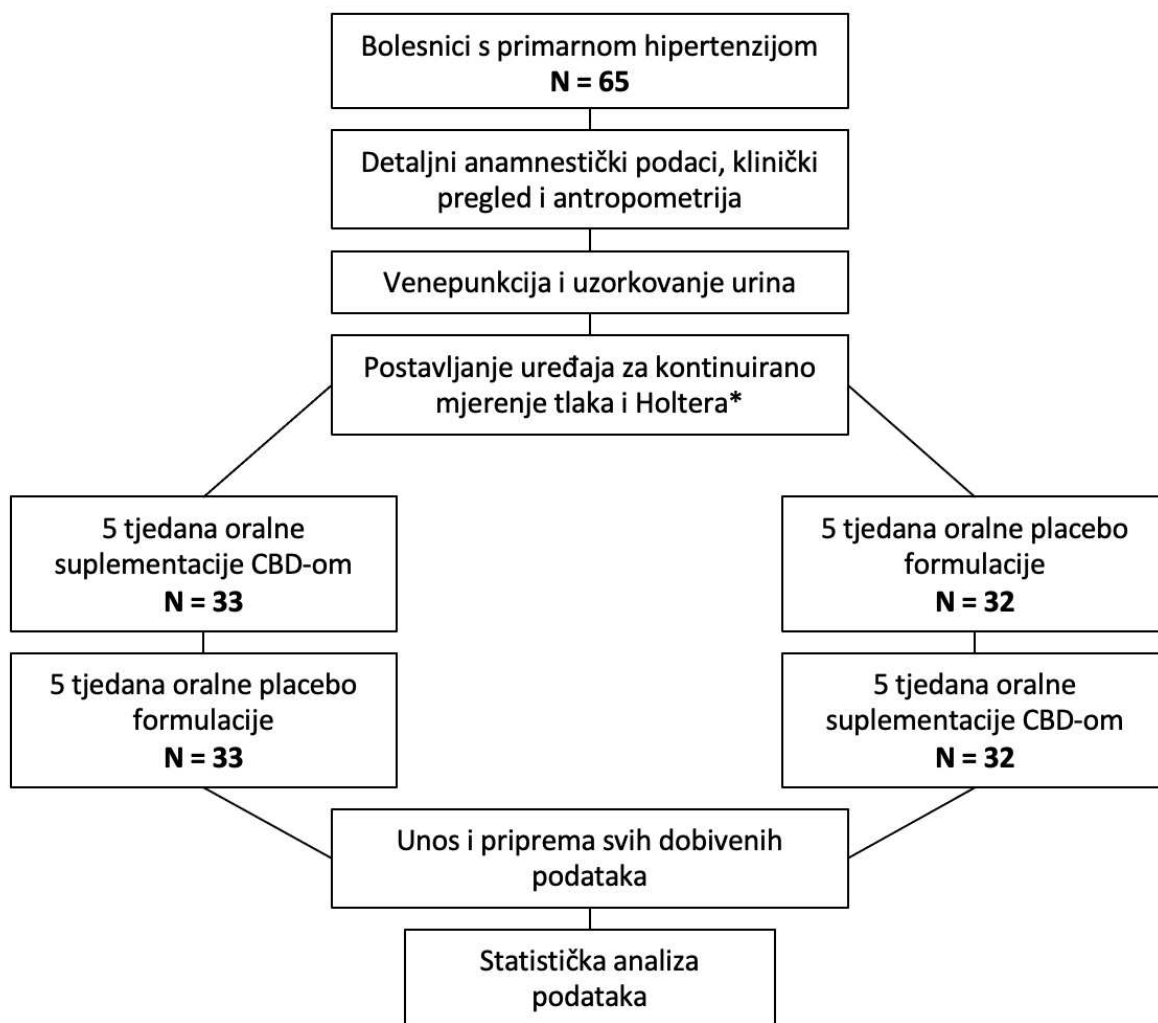 Bolesnici s primarnom hipertenzijom
N = 65
Detaljni anamnestički podaci, klinički
pregled i antropometrija
Venepunkcija i uzorkovanje urina
Postavljanje uređaja za kontinuirano
mjerenje tlaka i Holtera*
5 tjedana oralne
suplementacije CBD-om
N = 33
5 tjedana oralne placebo
formulacije
N = 32
5 tjedana oralne placebo
formulacije
N = 33
5 tjedana oralne
suplementacije CBD-om
N = 32
Unos i priprema svih dobivenih
podataka
Statistička analiza
podataka